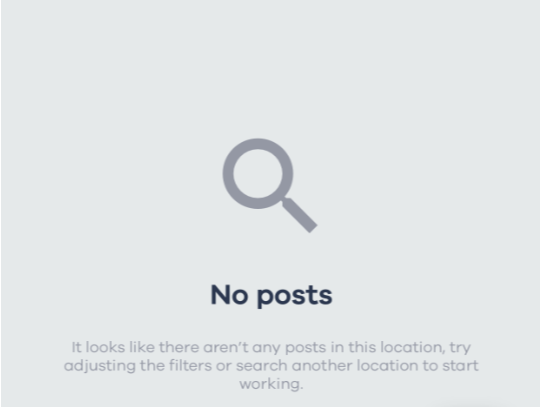 No posts
It looks like there aren't any posts in this location, try
adjusting the filters or search another location to start
working.